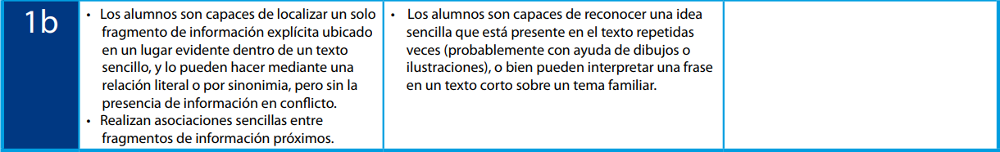 1b
• Los alumnos son capaces de localizar un solo
fragmento de información explícita ubicado
en un lugar evidente dentro de un texto
sencillo, y lo pueden hacer mediante una
relación literal o por sinonimia, pero sin la
presencia de información en conflicto.
• Realizan asociaciones sencillas entre
fragmentos de información próximos.
• Los alumnos son capaces de reconocer una idea
sencilla que está presente en el texto repetidas
veces (probablemente con ayuda de dibujos o
ilustraciones), o bien pueden interpretar una frase
en un texto corto sobre un tema familiar.